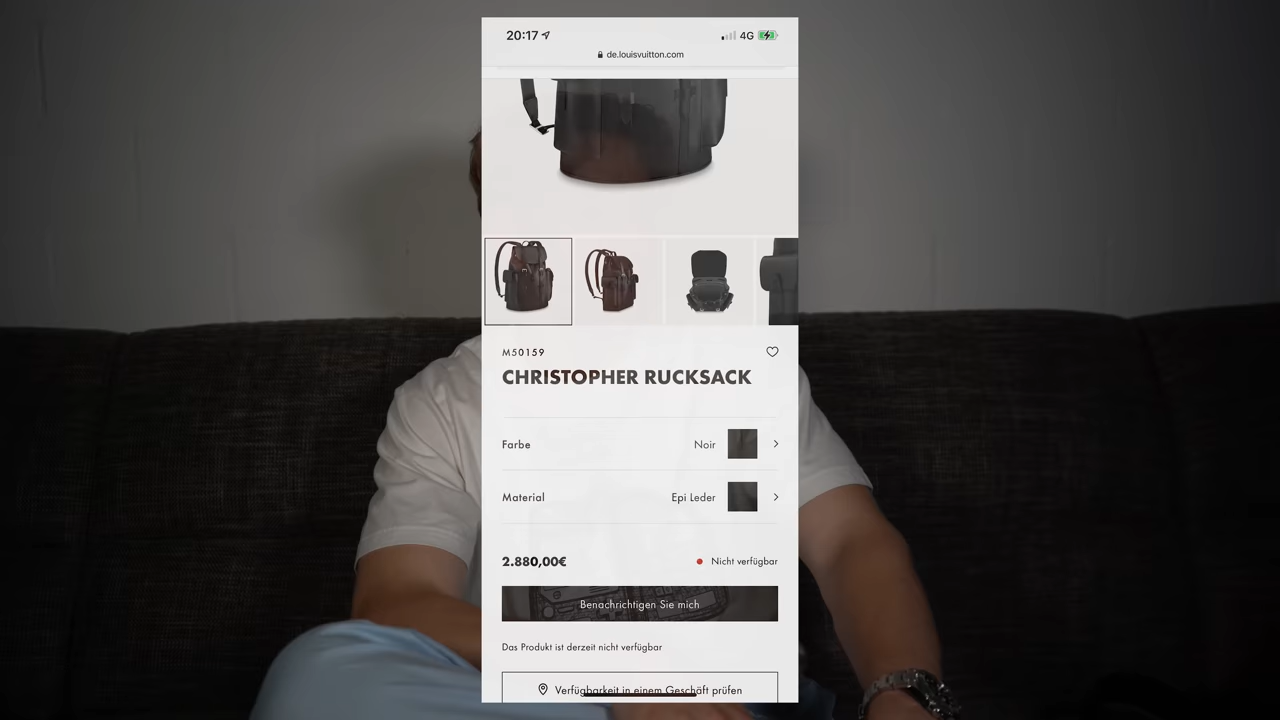 20:17
4G
de.louisvuitton.com
M50159
CHRISTOPHER RUCKSACK
Farbe
Noir
Material
Epi Leder
2.880,00€
Nicht verfügbar
Benachrichtigen Sie mich
Das Produkt ist derzeit nicht verfügbar
Verfügbarkeit in einem Geschäft prüfen